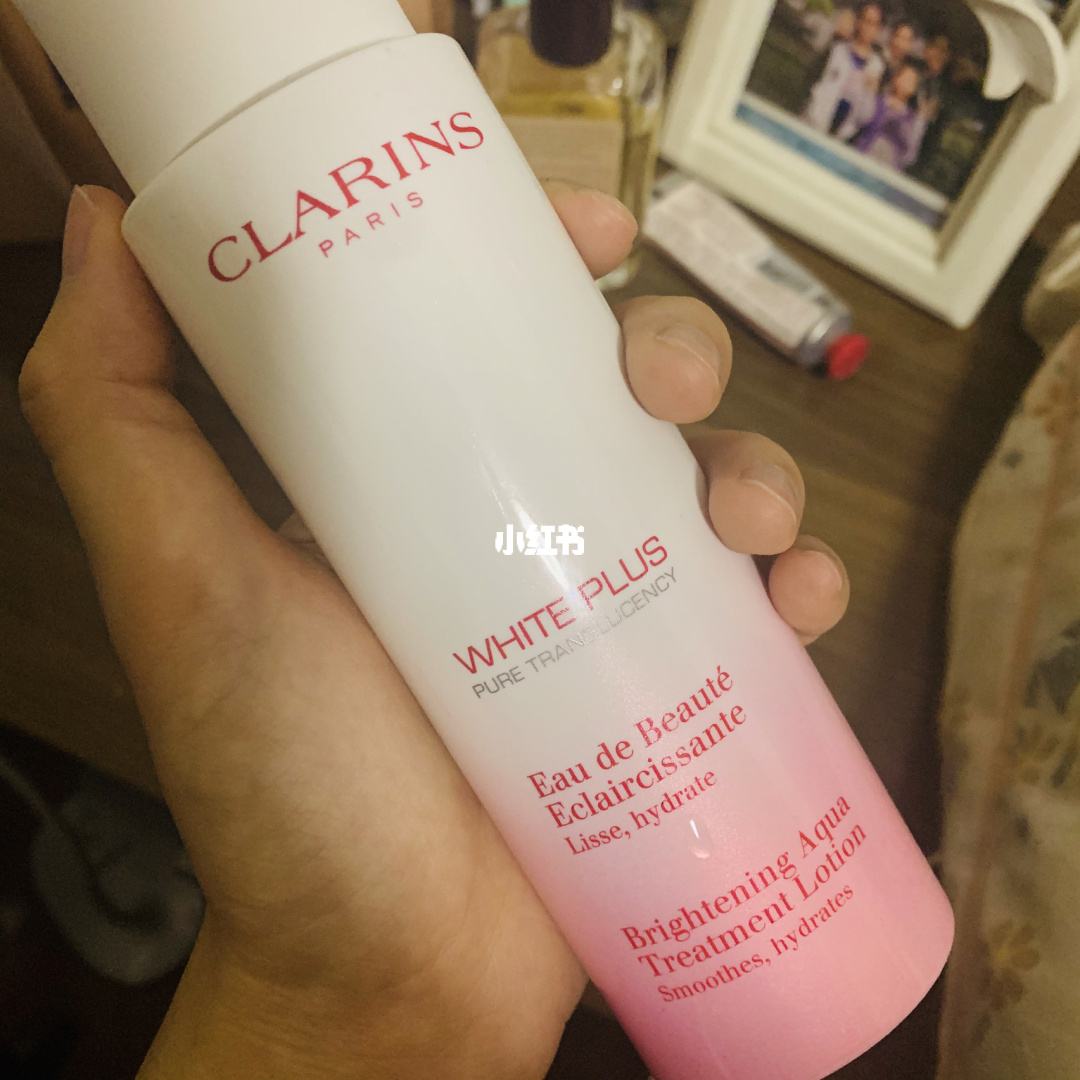 CLARINS
PARIS
小红书
WHITE PLUS
PURE TRANSLUCENCY
Eau de Beauté
Eclaircissante
Lisse, hydrate
Brightening Aqua
Treatment Lotion
Smoothes, hydrates